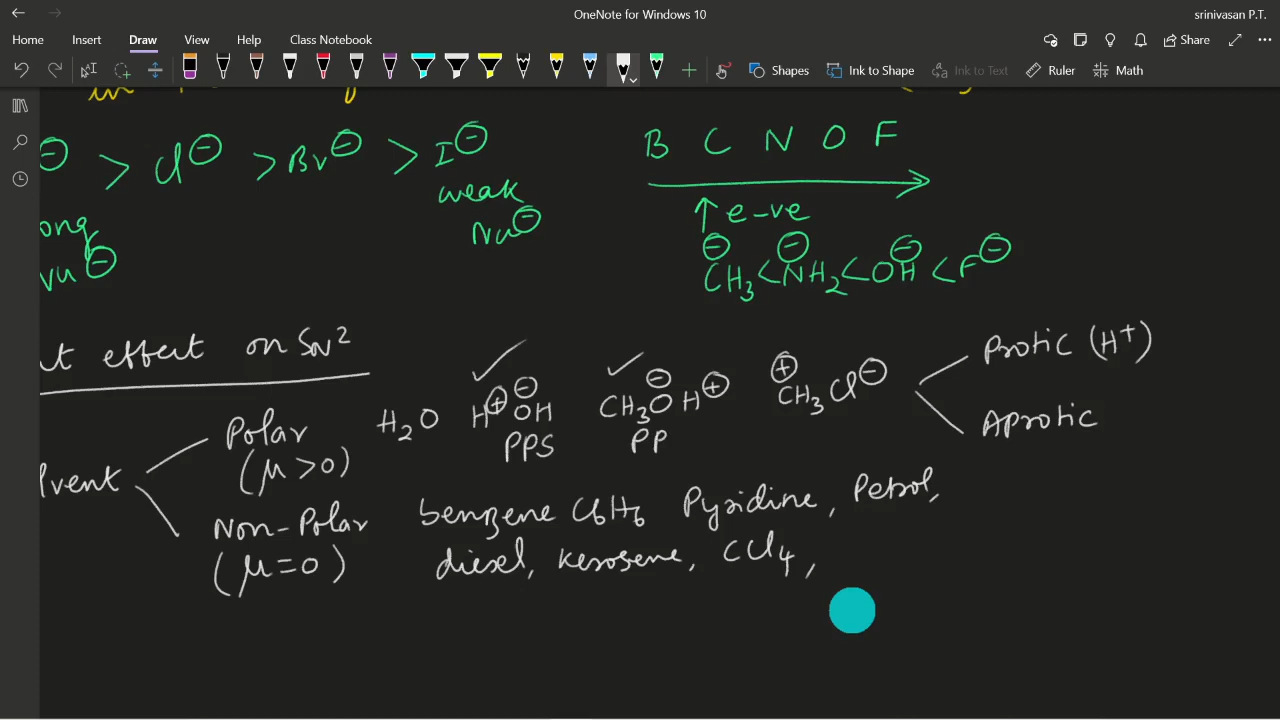 OneNote for Windows 10
srinivasan P.T.
Home Insert Draw View Help Class Notebook
Share
Shapes Ink to Shape Ink to Text Ruler Math
⊖ > Cl⊖ > Br⊖ > I⊖
weak
Nu⊖
ong
Nu⊖
B C N O F
↑ e-ve
⊖CH3 < ⊖NH2 < OH⊖ < F⊖
nt effect on SN2
lvent
Polar
(μ>0)
H2O H⊕ ⊖OH CH3O⊖ H⊕ ⊕CH3 Cl⊖
PPS PP
Protic (H+)
Aprotic
Non-Polar
(μ=0)
benzene C6H6 Pyridine, Petrol,
diesel, kerosene, CCl4,